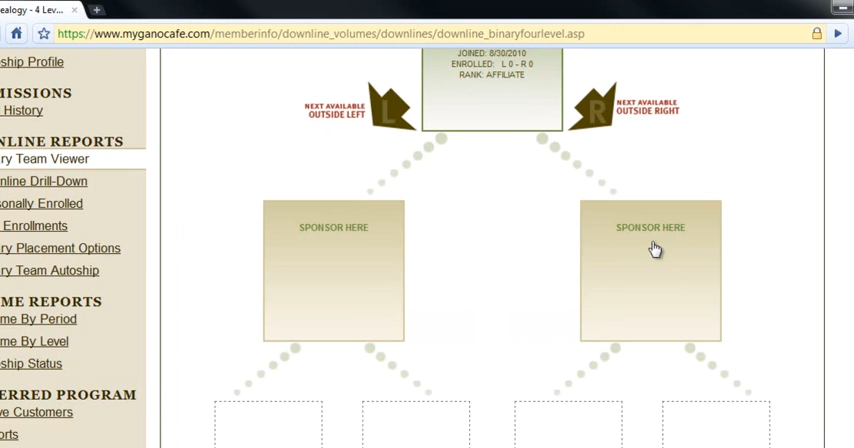 ealogy - 4 Lev...
https://www.myganocafe.com/memberinfo/downline_volumes/downlines/downline_binaryfourlevel.asp
ship Profile
MISSIONS
History
NLINE REPORTS
ry Team Viewer
nline Drill-Down
sonally Enrolled
Enrollments
ry Placement Options
ry Team Autoship
ME REPORTS
me By Period
me By Level
ship Status
ERRED PROGRAM
ve Customers
orts
JOINED: 8/30/2010
ENROLLED: L 0 - R 0
RANK: AFFILIATE
NEXT AVAILABLE
OUTSIDE LEFT
L
R
NEXT AVAILABLE
OUTSIDE RIGHT
SPONSOR HERE
SPONSOR HERE